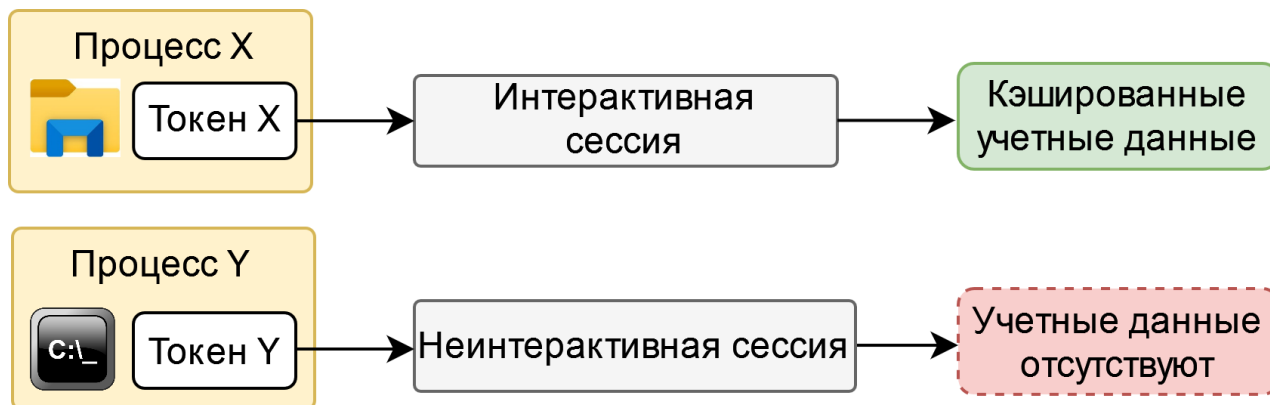 Процесс X
Токен X
Интерактивная
сессия
Кэшированные
учетные данные
Процесс Y
C:\_
Токен Y
Неинтерактивная сессия
Учетные данные
отсутствуют